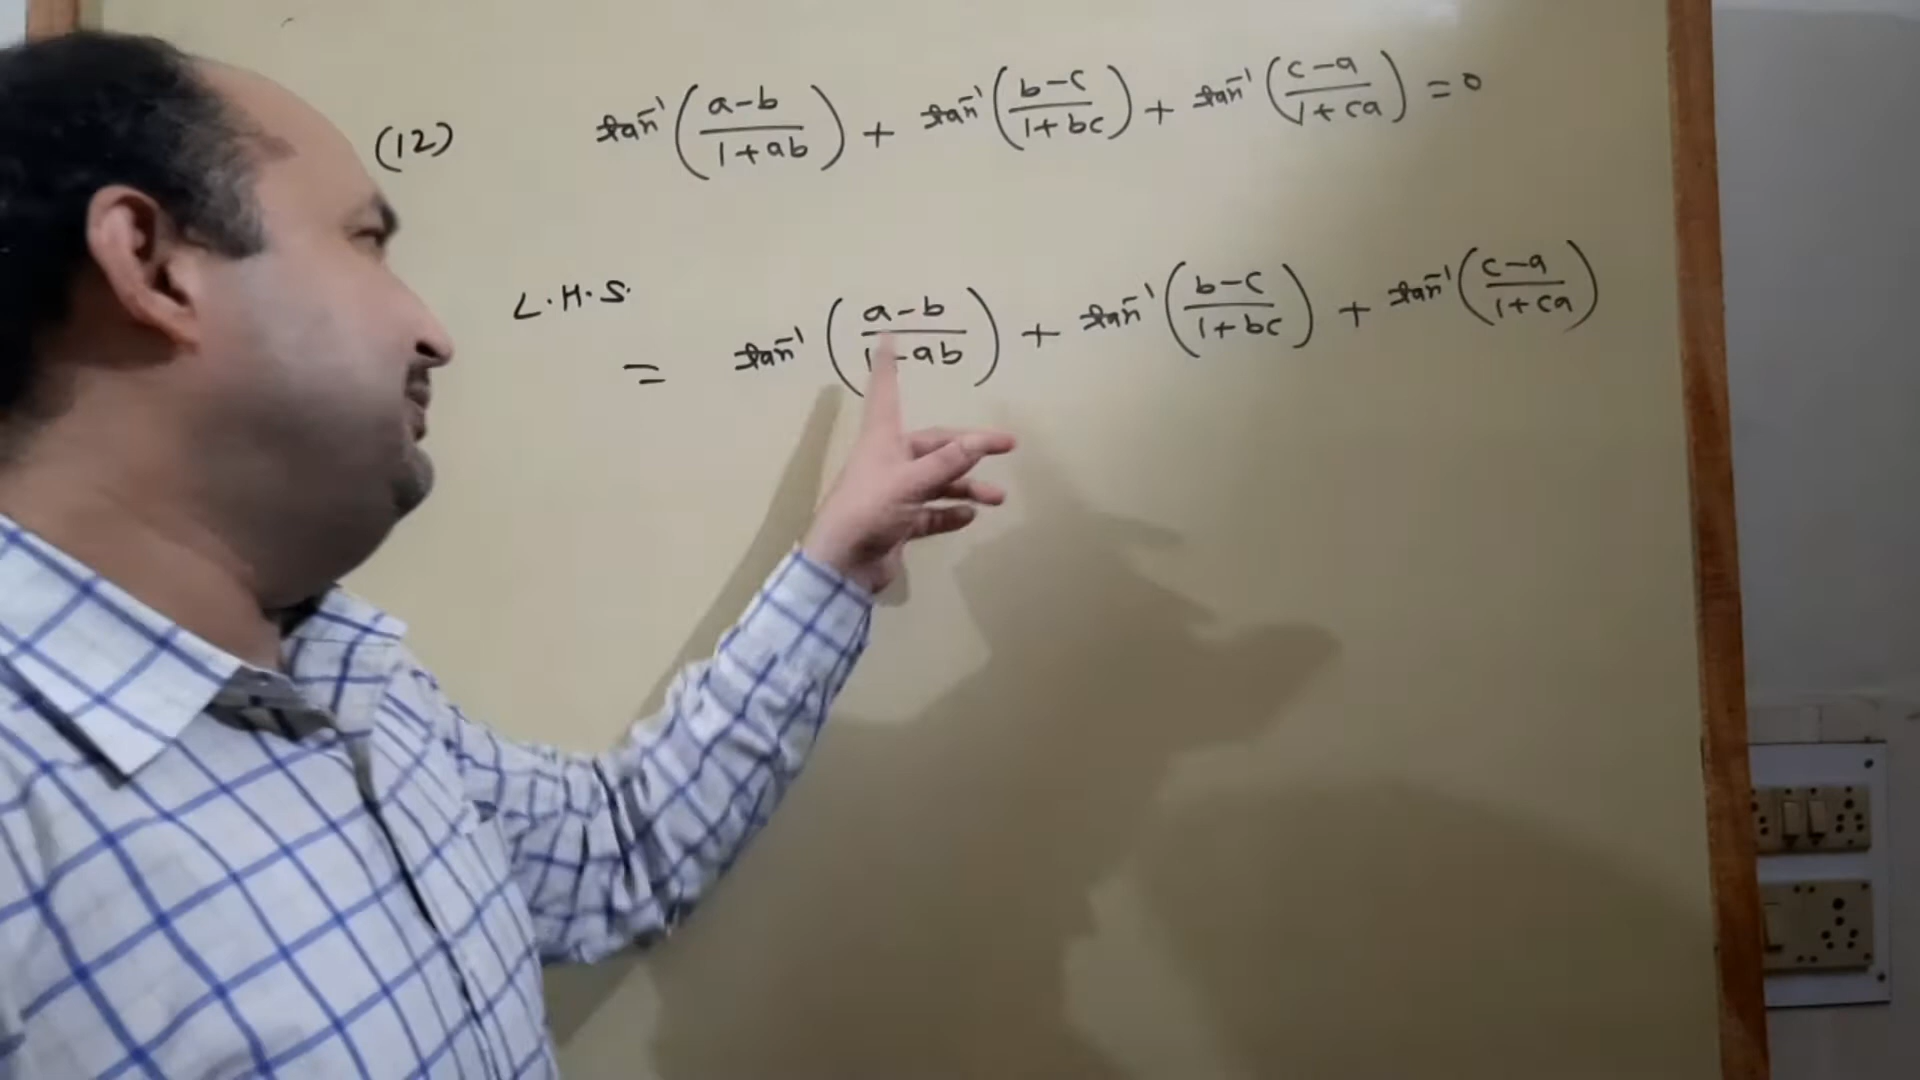 (12) tan⁻¹((a-b)/(1+ab)) + tan⁻¹((b-c)/(1+bc)) + tan⁻¹((c-a)/(1+ca)) = 0
L.H.S.
= tan⁻¹((a-b)/(1+ab)) + tan⁻¹((b-c)/(1+bc)) + tan⁻¹((c-a)/(1+ca))